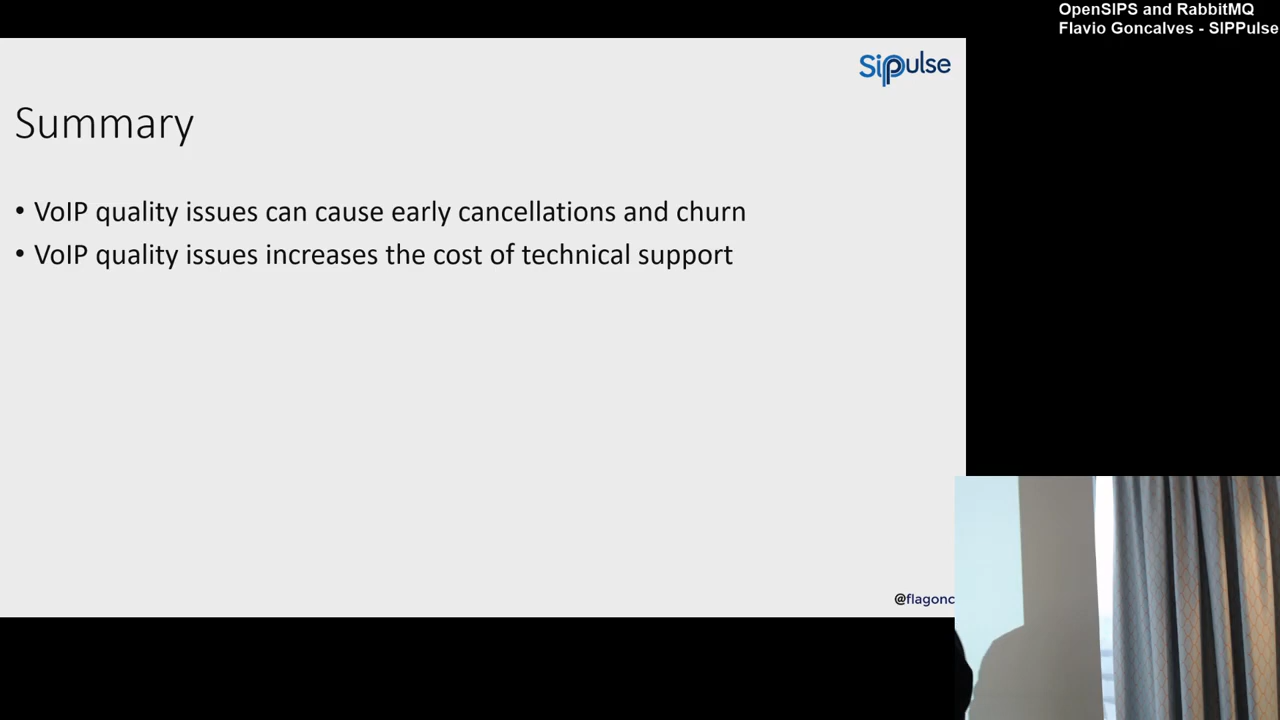 OpenSIPS and RabbitMQ
Flavio Goncalves - SIPPulse
Sippulse
Summary
• VoIP quality issues can cause early cancellations and churn
• VoIP quality issues increases the cost of technical support
@flagonc